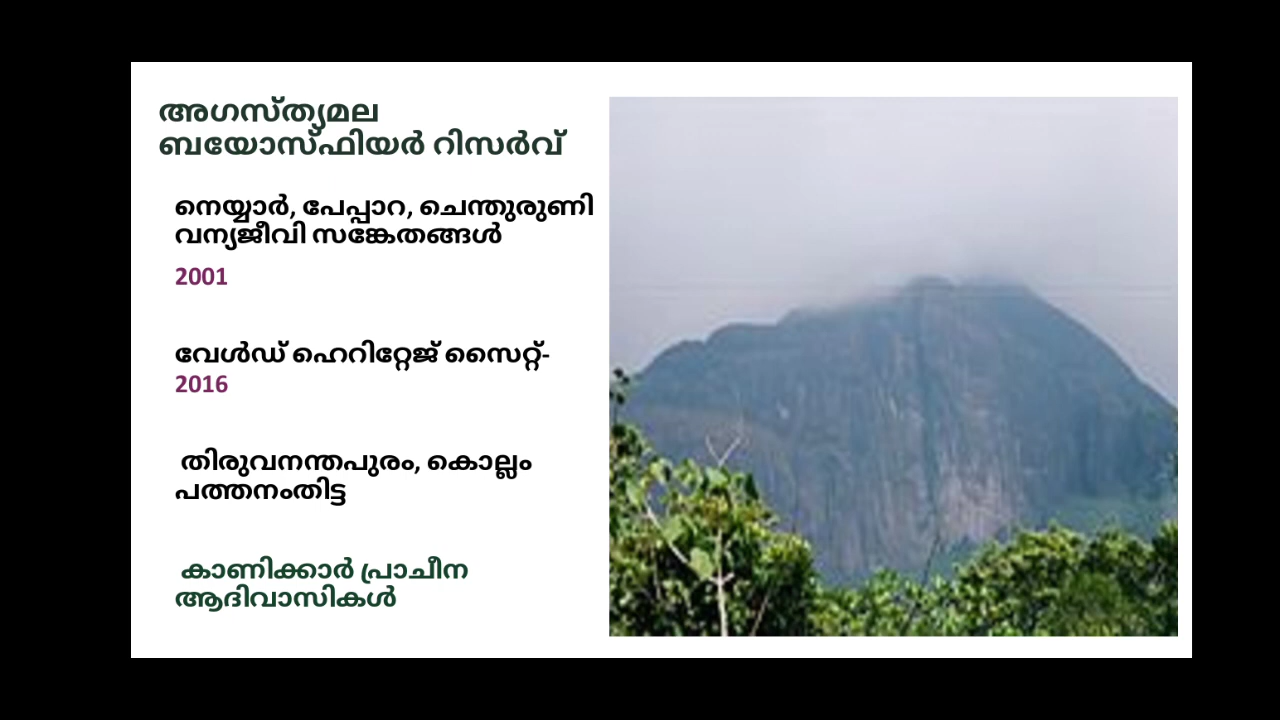 അഗസ്ത്യമല
ബയോസ്ഫിയർ റിസർവ്
നെയ്യാർ, പേപ്പാറ, ചെന്തുരുണി
വന്യജീവി സങ്കേതങ്ങൾ
2001
വേൾഡ് ഹെറിറ്റേജ് സൈറ്റ്-
2016
തിരുവനന്തപുരം, കൊല്ലം
പത്തനംതിട്ട
കാണിക്കാർ പ്രാചീന
ആദിവാസികൾ